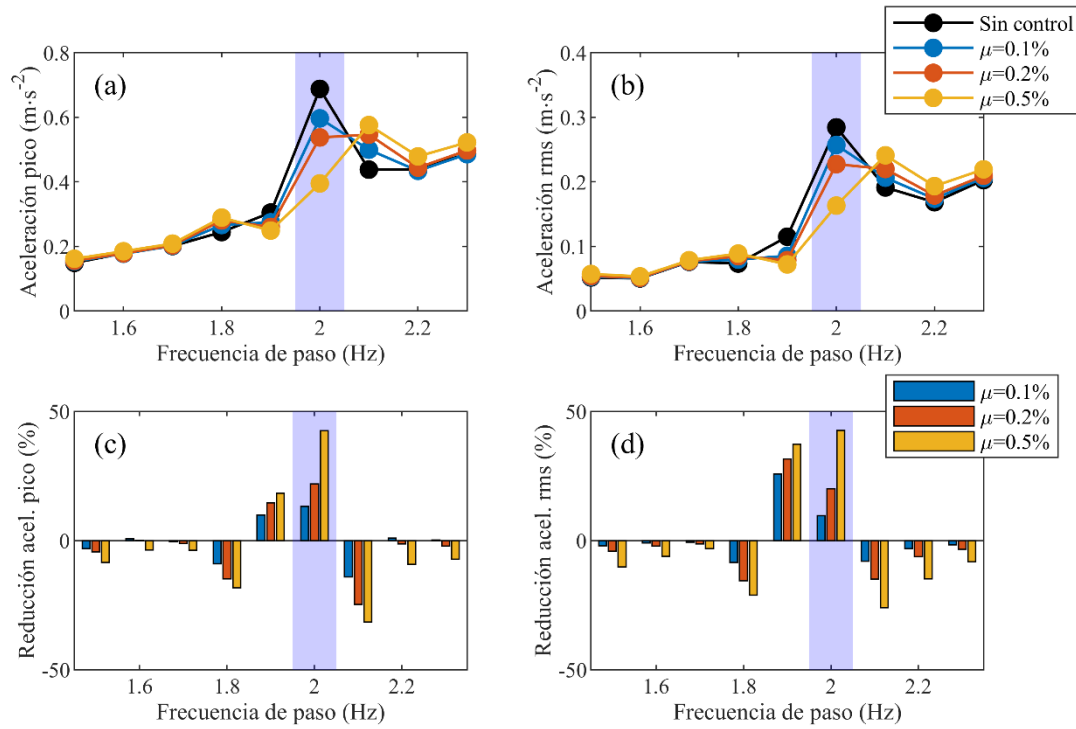 (a)
Aceleración pico (m·s⁻²)
0.8
0.6
0.4
0.2
0
1.6
1.8
2
2.2
Frecuencia de paso (Hz)
(b)
Aceleración rms (m·s⁻²)
0.4
0.3
0.2
0.1
0
1.6
1.8
2
2.2
Frecuencia de paso (Hz)
Sin control
μ=0.1%
μ=0.2%
μ=0.5%
(c)
Reducción acel. pico (%)
50
0
-50
1.6
1.8
2
2.2
Frecuencia de paso (Hz)
(d)
Reducción acel. rms (%)
50
0
-50
1.6
1.8
2
2.2
Frecuencia de paso (Hz)
μ=0.1%
μ=0.2%
μ=0.5%